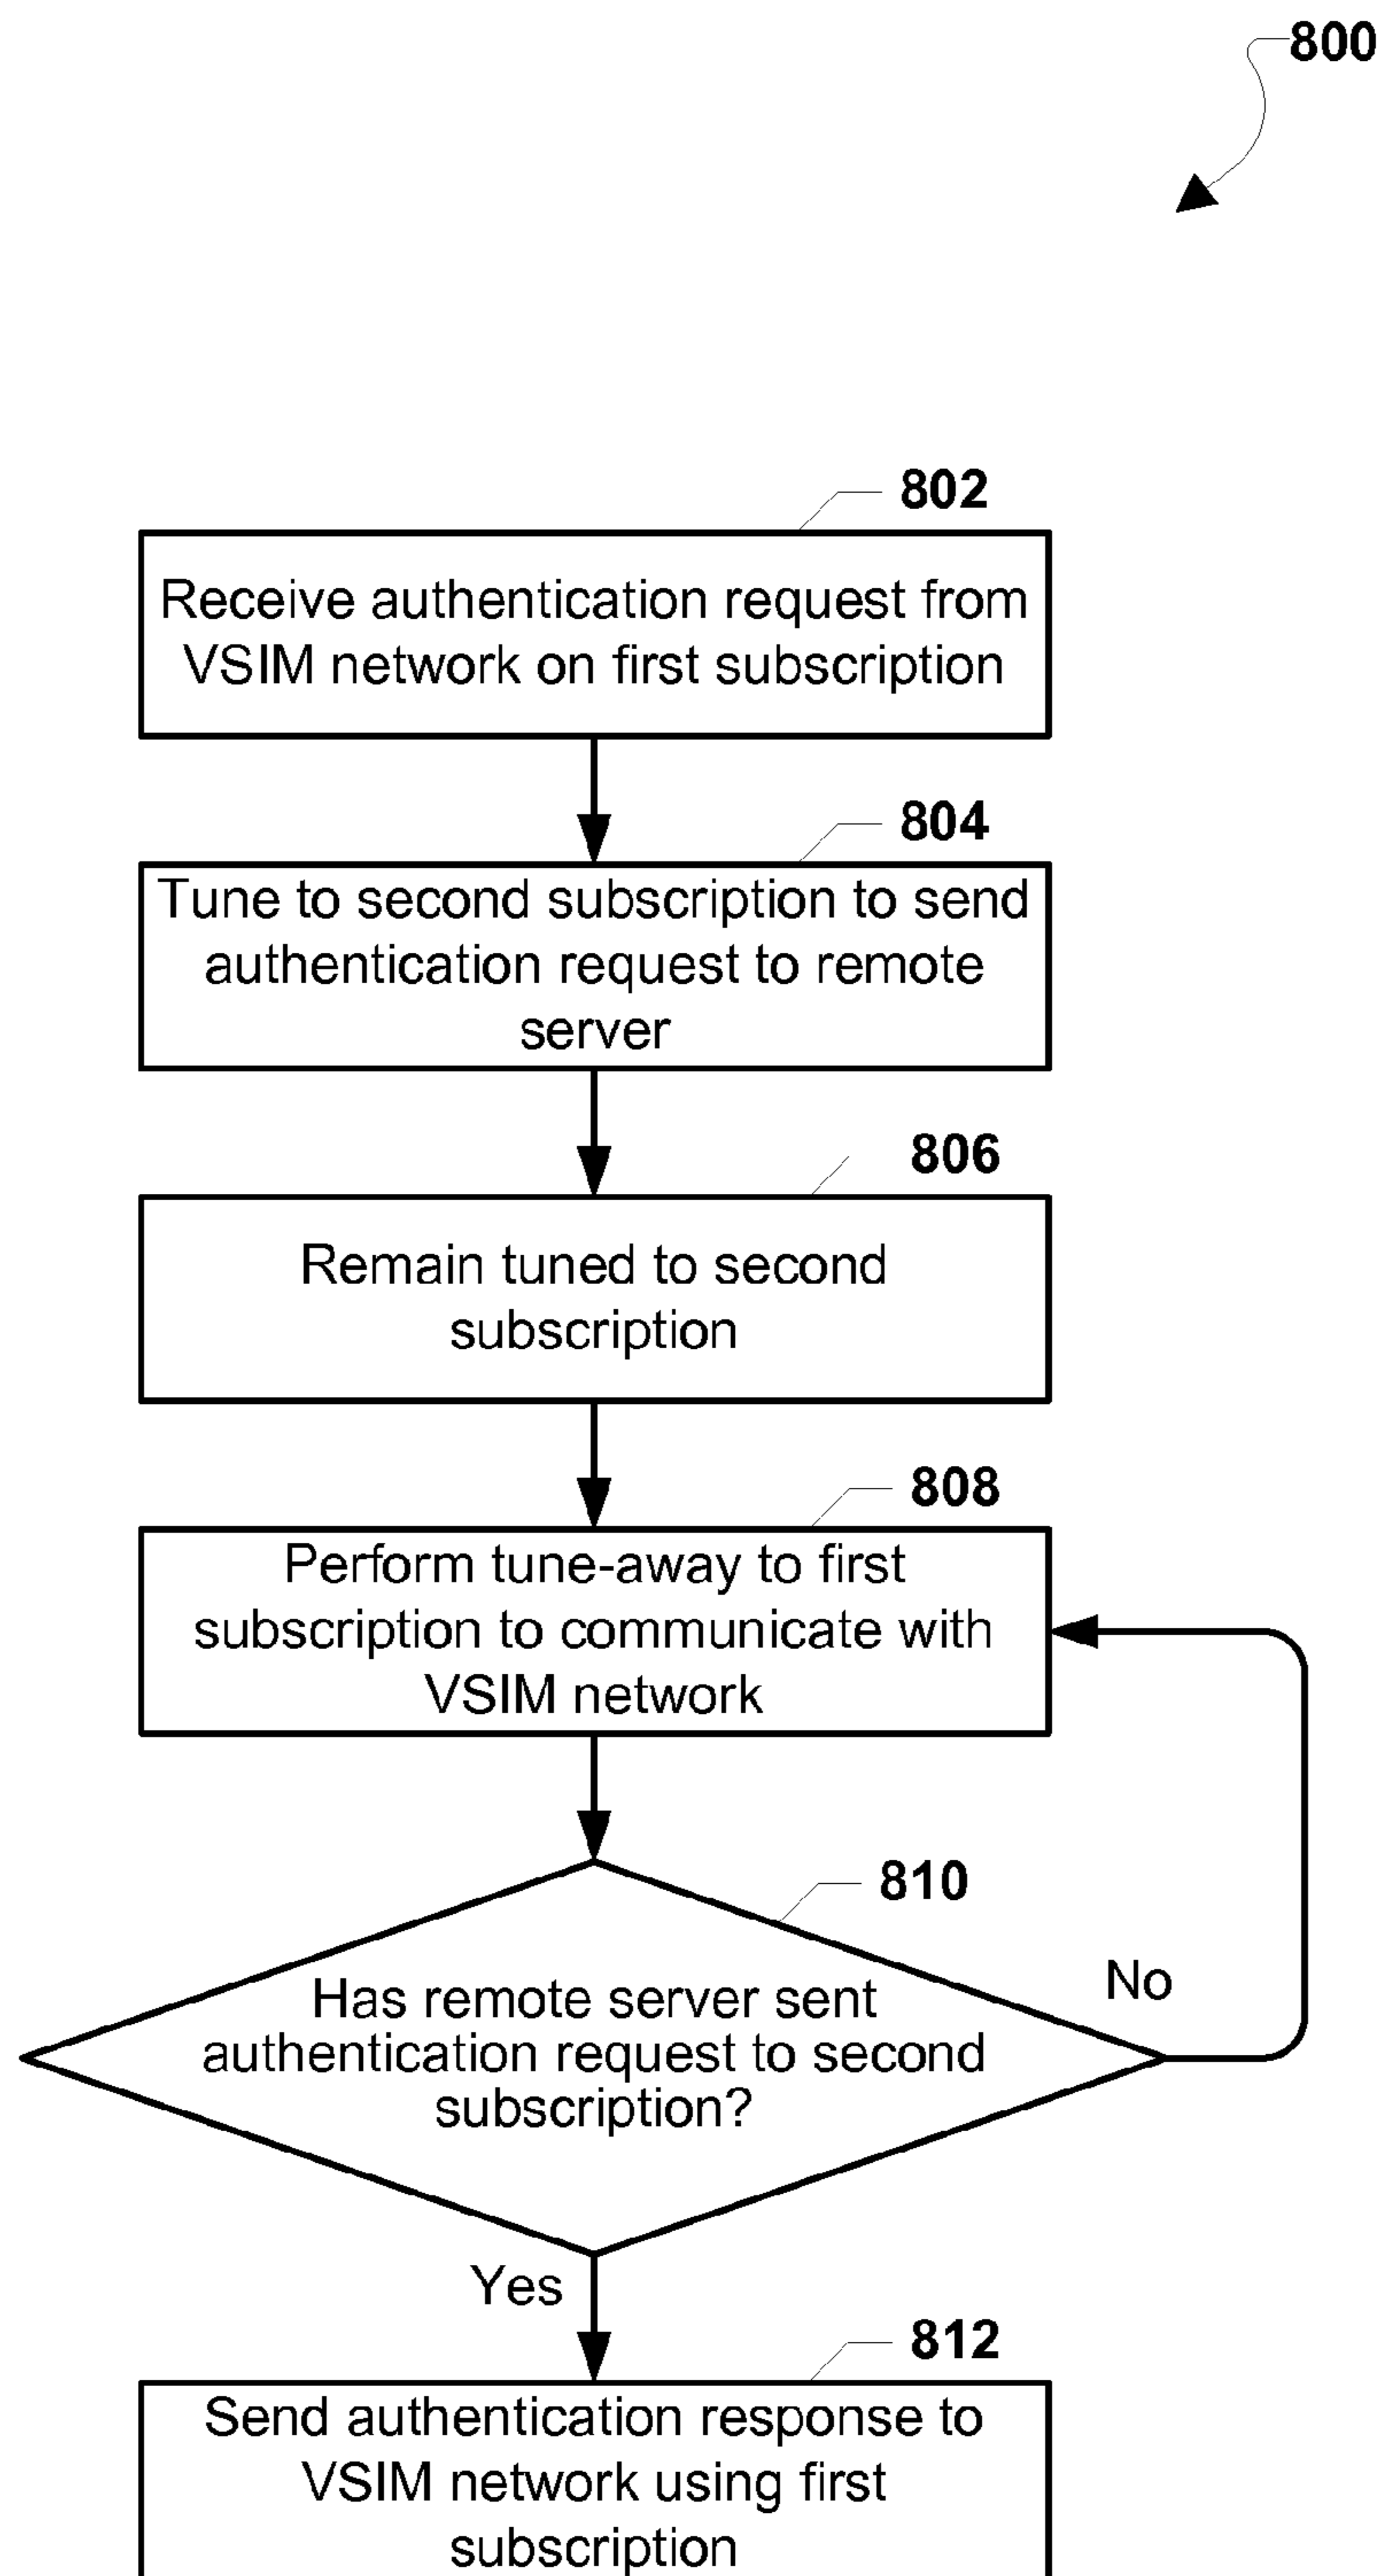 800
802
Receive authentication request from
VSIM network on first subscription
804
Tune to second subscription to send
authentication request to remote
server
806
Remain tuned to second
subscription
808
Perform tune-away to first
subscription to communicate with
VSIM network
810
Has remote server sent
authentication request to second
subscription?
No
Yes
812
Send authentication response to
VSIM network using first
subscription